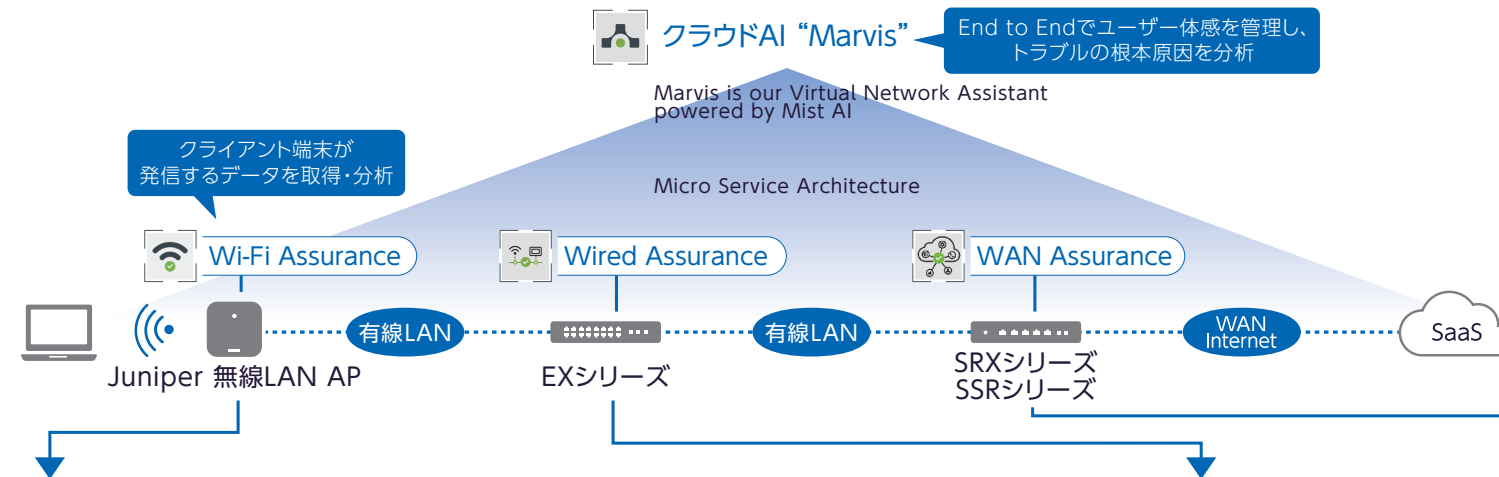 クラウドAI “Marvis”
End to Endでユーザー体感を管理し、
トラブルの根本原因を分析
Marvis is our Virtual Network Assistant
powered by Mist AI
クライアント端末が
発信するデータを取得・分析
Micro Service Architecture
Wi-Fi Assurance
Wired Assurance
WAN Assurance
有線LAN
有線LAN
WAN
Internet
SaaS
Juniper 無線LAN AP
EXシリーズ
SRXシリーズ
SSRシリーズ